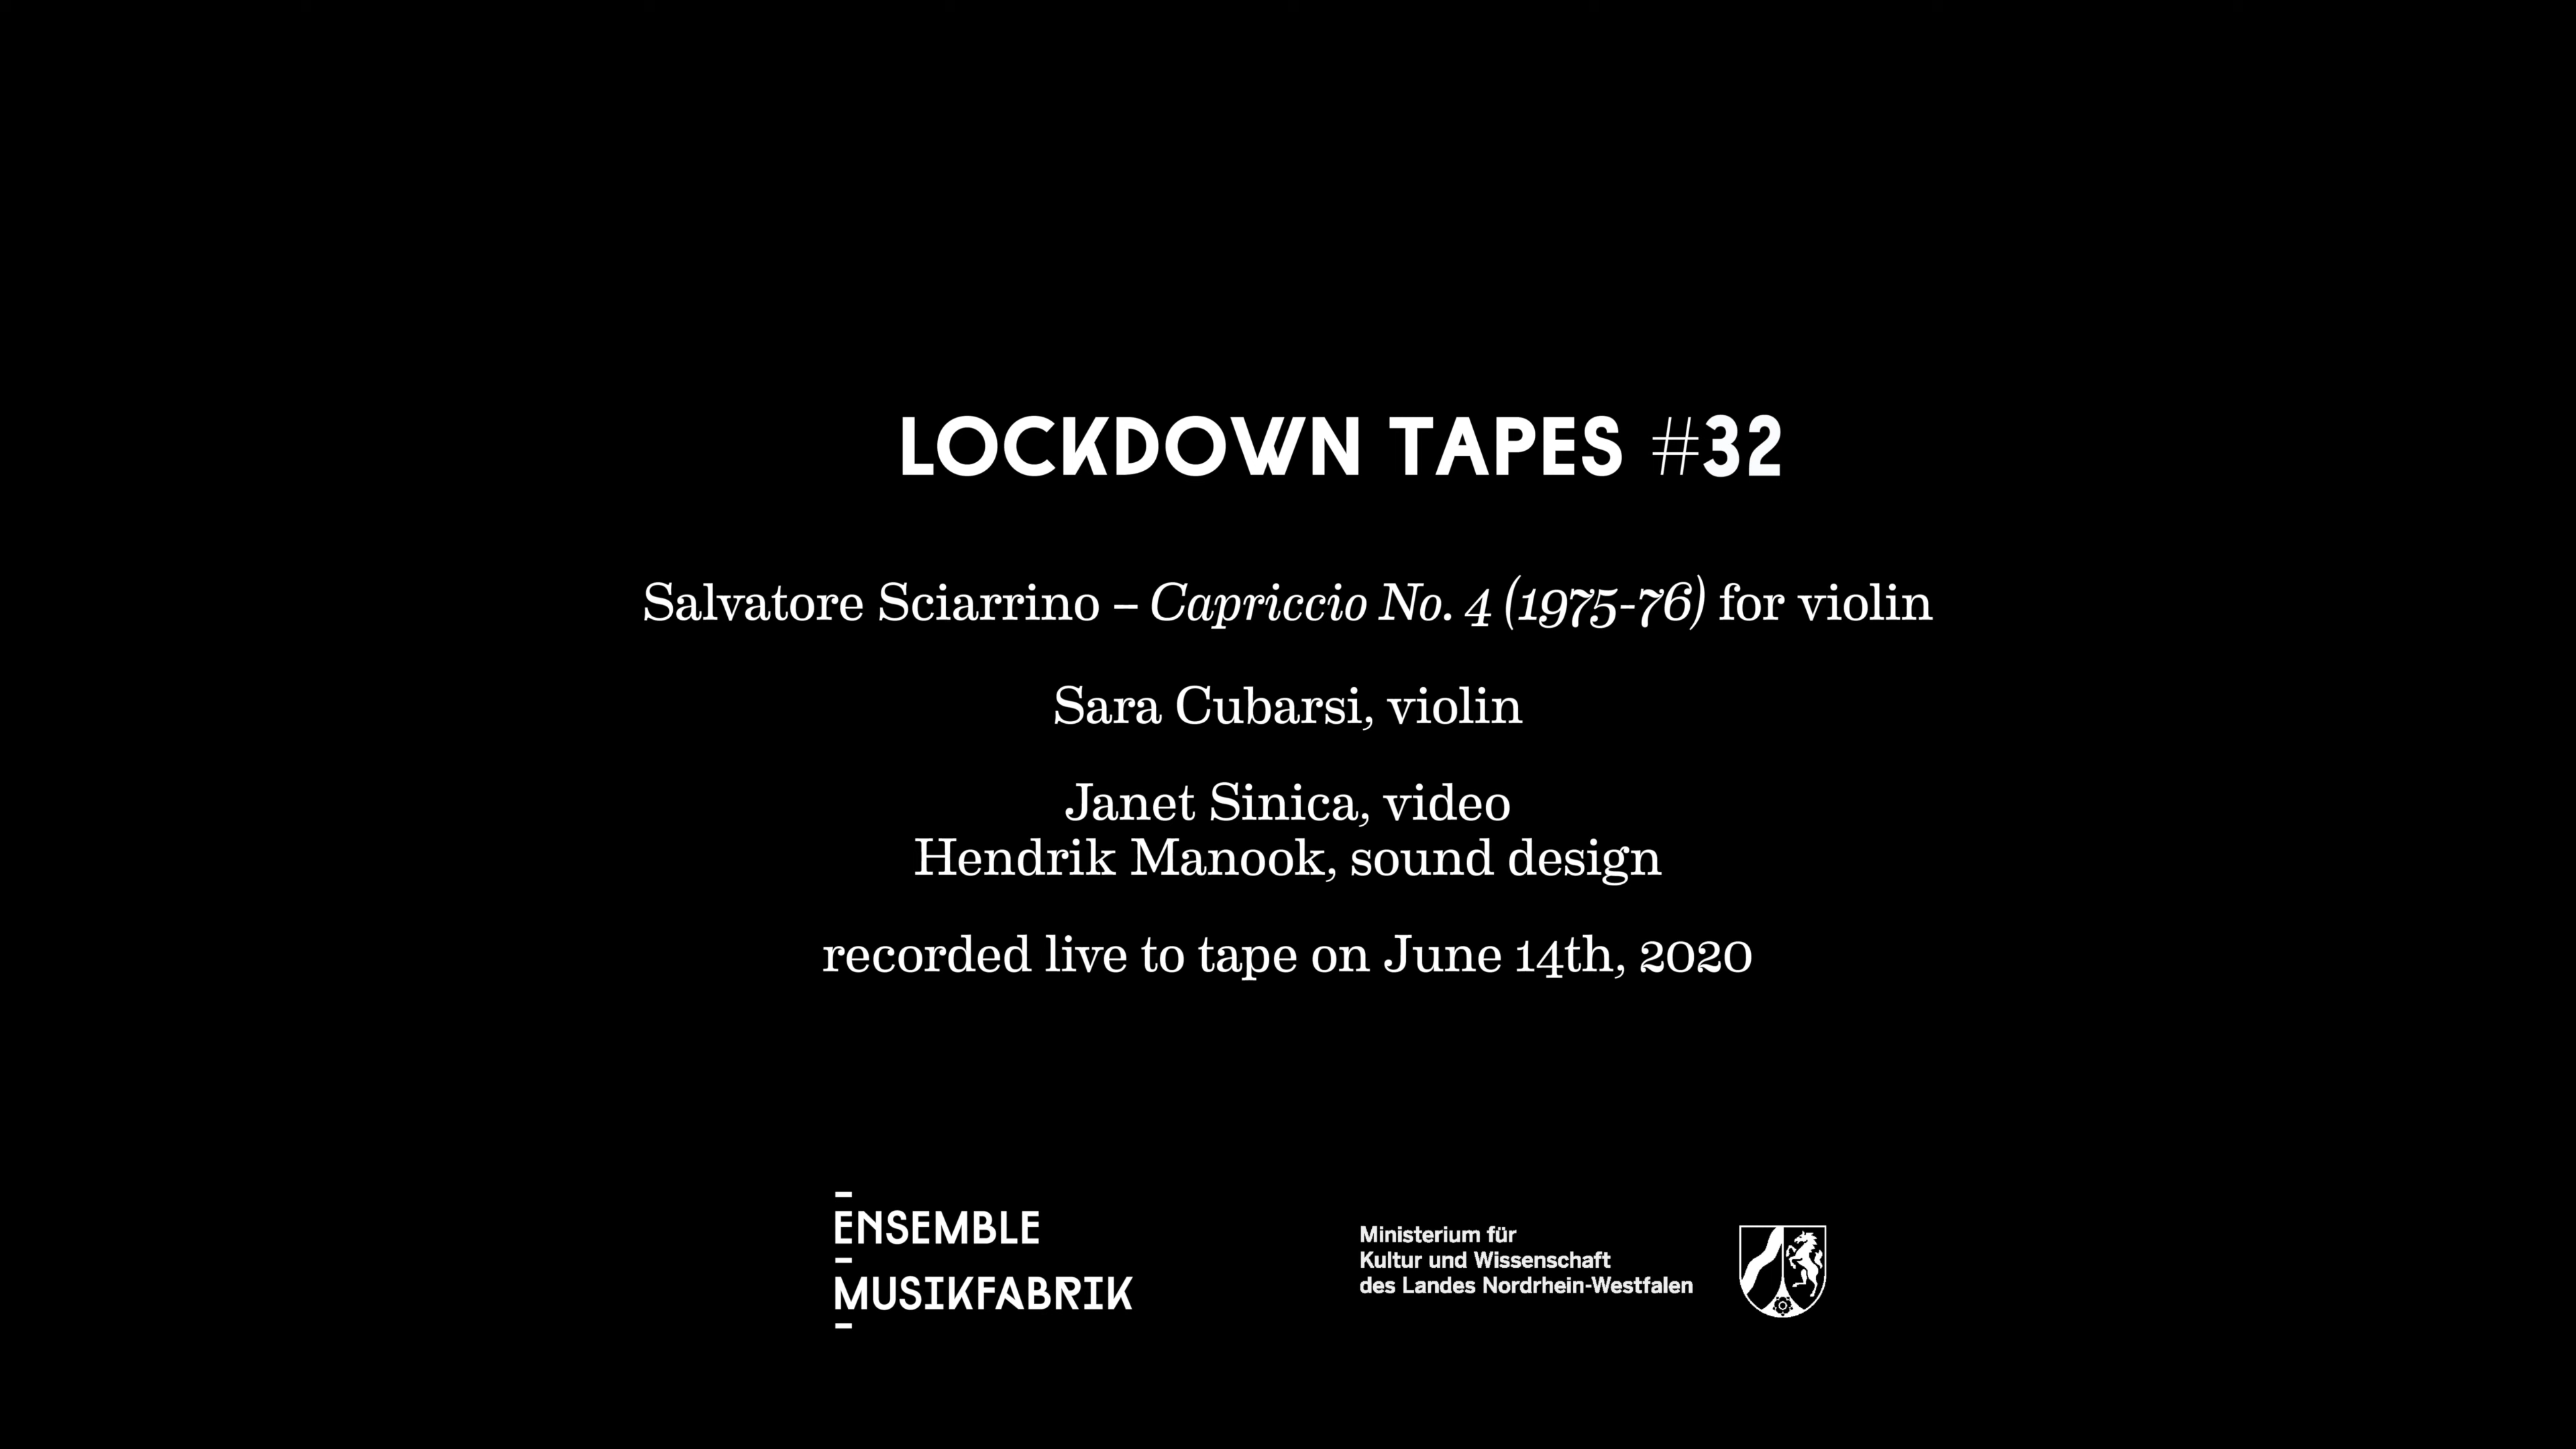 LOCKDOWN TAPES #32
Salvatore Sciarrino – Capriccio No. 4 (1975-76) for violin
Sara Cubarsi, violin
Janet Sinica, video
Hendrik Manook, sound design
recorded live to tape on June 14th, 2020
ENSEMBLE
MUSIKFABRIK
Ministerium für
Kultur und Wissenschaft
des Landes Nordrhein-Westfalen